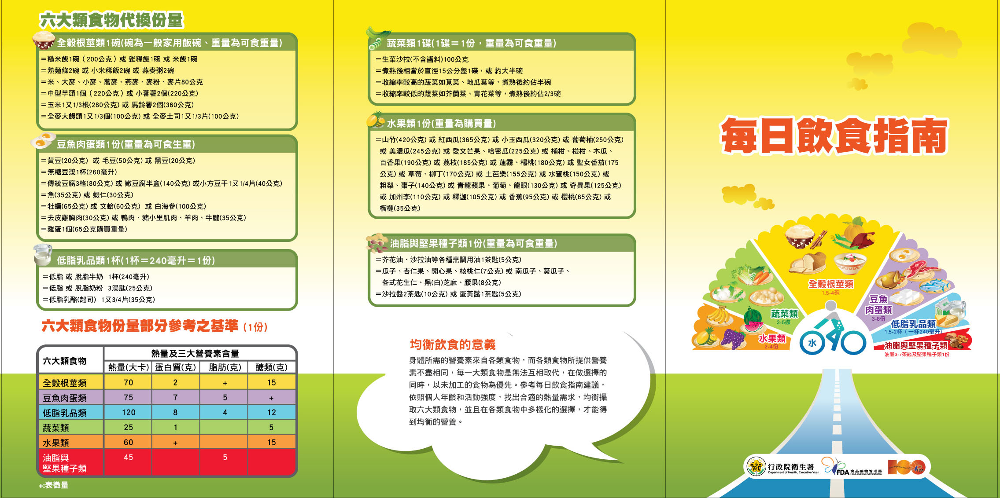 六大類食物代換份量
全穀根莖類1碗(碗為一般家用飯碗、重量為可食重量)
＝糙米飯1碗（200公克）或 雜糧飯1碗 或 米飯1碗
＝熟麵條2碗 或 小米稀飯2碗 或 燕麥粥2碗
＝米、大麥、小麥、蕎麥、燕麥、麥粉、麥片80公克
＝中型芋頭1個（220公克）或 小蕃薯2個(220公克)
＝玉米1又1/3根(280公克) 或 馬鈴薯2個(360公克)
＝全麥大饅頭1又1/3個(100公克) 或 全麥土司1又1/3片(100公克)
豆魚肉蛋類1份(重量為可食生重)
＝黃豆(20公克) 或 毛豆(50公克) 或 黑豆(20公克)
＝無糖豆漿1杯(260毫升)
＝傳統豆腐3格(80公克) 或 嫩豆腐半盒(140公克) 或小方豆干1又1/4片(40公克)
＝魚(35公克) 或 蝦仁(30公克)
＝牡蠣(65公克) 或 文蛤(60公克) 或 白海參(100公克)
＝去皮雞胸肉(30公克) 或 鴨肉、豬小里肌肉、羊肉、牛腱(35公克)
＝雞蛋1個(65公克購買重量)
低脂乳品類1杯(1杯＝240毫升＝1份)
＝低脂 或 脫脂牛奶 1杯(240毫升)
＝低脂 或 脫脂奶粉 3湯匙(25公克)
＝低脂乳酪(起司) 1又3/4片(35公克)
六大類食物份量部分參考之基準 (1份)
六大類食物
熱量及三大營養素含量
熱量(大卡) 蛋白質(克) 脂肪(克) 醣類(克)
全穀根莖類 70 2 + 15
豆魚肉蛋類 75 7 5 +
低脂乳品類 120 8 4 12
蔬菜類 25 1 5
水果類 60 + 15
油脂與 45 5
堅果種子類
+:表微量
蔬菜類1碟(1碟＝1份，重量為可食重量)
＝生菜沙拉(不含醬料)100公克
＝煮熟後相當於直徑15公分盤1碟，或 約大半碗
＝收縮率較高的蔬菜如莧菜、地瓜葉等，煮熟後約佔半碗
＝收縮率較低的蔬菜如芥蘭菜、青花菜等，煮熟後約佔2/3碗
水果類1份(重量為購買量)
＝山竹(420公克) 或 紅西瓜(365公克) 或 小玉西瓜(320公克) 或 葡萄柚(250公克)
或 美濃瓜(245公克) 或 愛文芒果、哈密瓜(225公克) 或 桶柑、椪柑、木瓜、
百香果(190公克) 或 荔枝(185公克) 或 蓮霧、楊桃(180公克) 或 聖女番茄(175
公克) 或 草莓、柳丁(170公克) 或 土芭樂(155公克) 或 水蜜桃(150公克) 或
粗梨、棗子(140公克) 或 青龍蘋果、葡萄、龍眼(130公克) 或 奇異果(125公克)
或 加州李(110公克) 或 釋迦(105公克) 或 香蕉(95公克) 或 櫻桃(85公克) 或
榴槤(35公克)
油脂與堅果種子類1份(重量為可食重量)
＝芥花油、沙拉油等各種烹調用油1茶匙(5公克)
＝瓜子、杏仁果、開心果、核桃仁(7公克) 或 南瓜子、葵瓜子、
各式花生仁、黑(白)芝麻、腰果(8公克)
＝沙拉醬2茶匙(10公克) 或 蛋黃醬1茶匙(5公克)
均衡飲食的意義
身體所需的營養素來自各類食物，而各類食物所提供營養
素不盡相同，每一大類食物是無法互相取代，在做選擇的
同時，以未加工的食物為優先。參考每日飲食指南建議，
依照個人年齡和活動強度，找出合適的熱量需求，均衡攝
取六大類食物，並且在各類食物中多樣化的選擇，才能得
到均衡的營養。
每日飲食指南
全穀根莖類
1.5-4碗
豆魚
肉蛋類
3-8份
蔬菜類
3-5碟
低脂乳品類
1.5-2杯（一杯240毫升）
水果類
2-4份
水
油脂與堅果種子類
油脂3-7茶匙及堅果種子類1份
行政院衛生署
Department of Health, Executive Yuan
FDA 食品藥物管理局
Food and Drug Administration
100
FDA